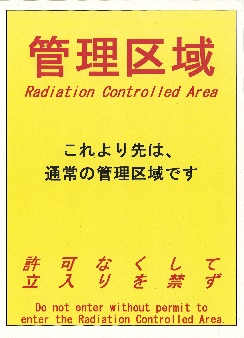 管理区域
Radiation Controlled Area
これより先は、
通常の管理区域です
許可なくして
立入りを禁ず
Do not enter without permit to
enter the Radiation Controlled Area.